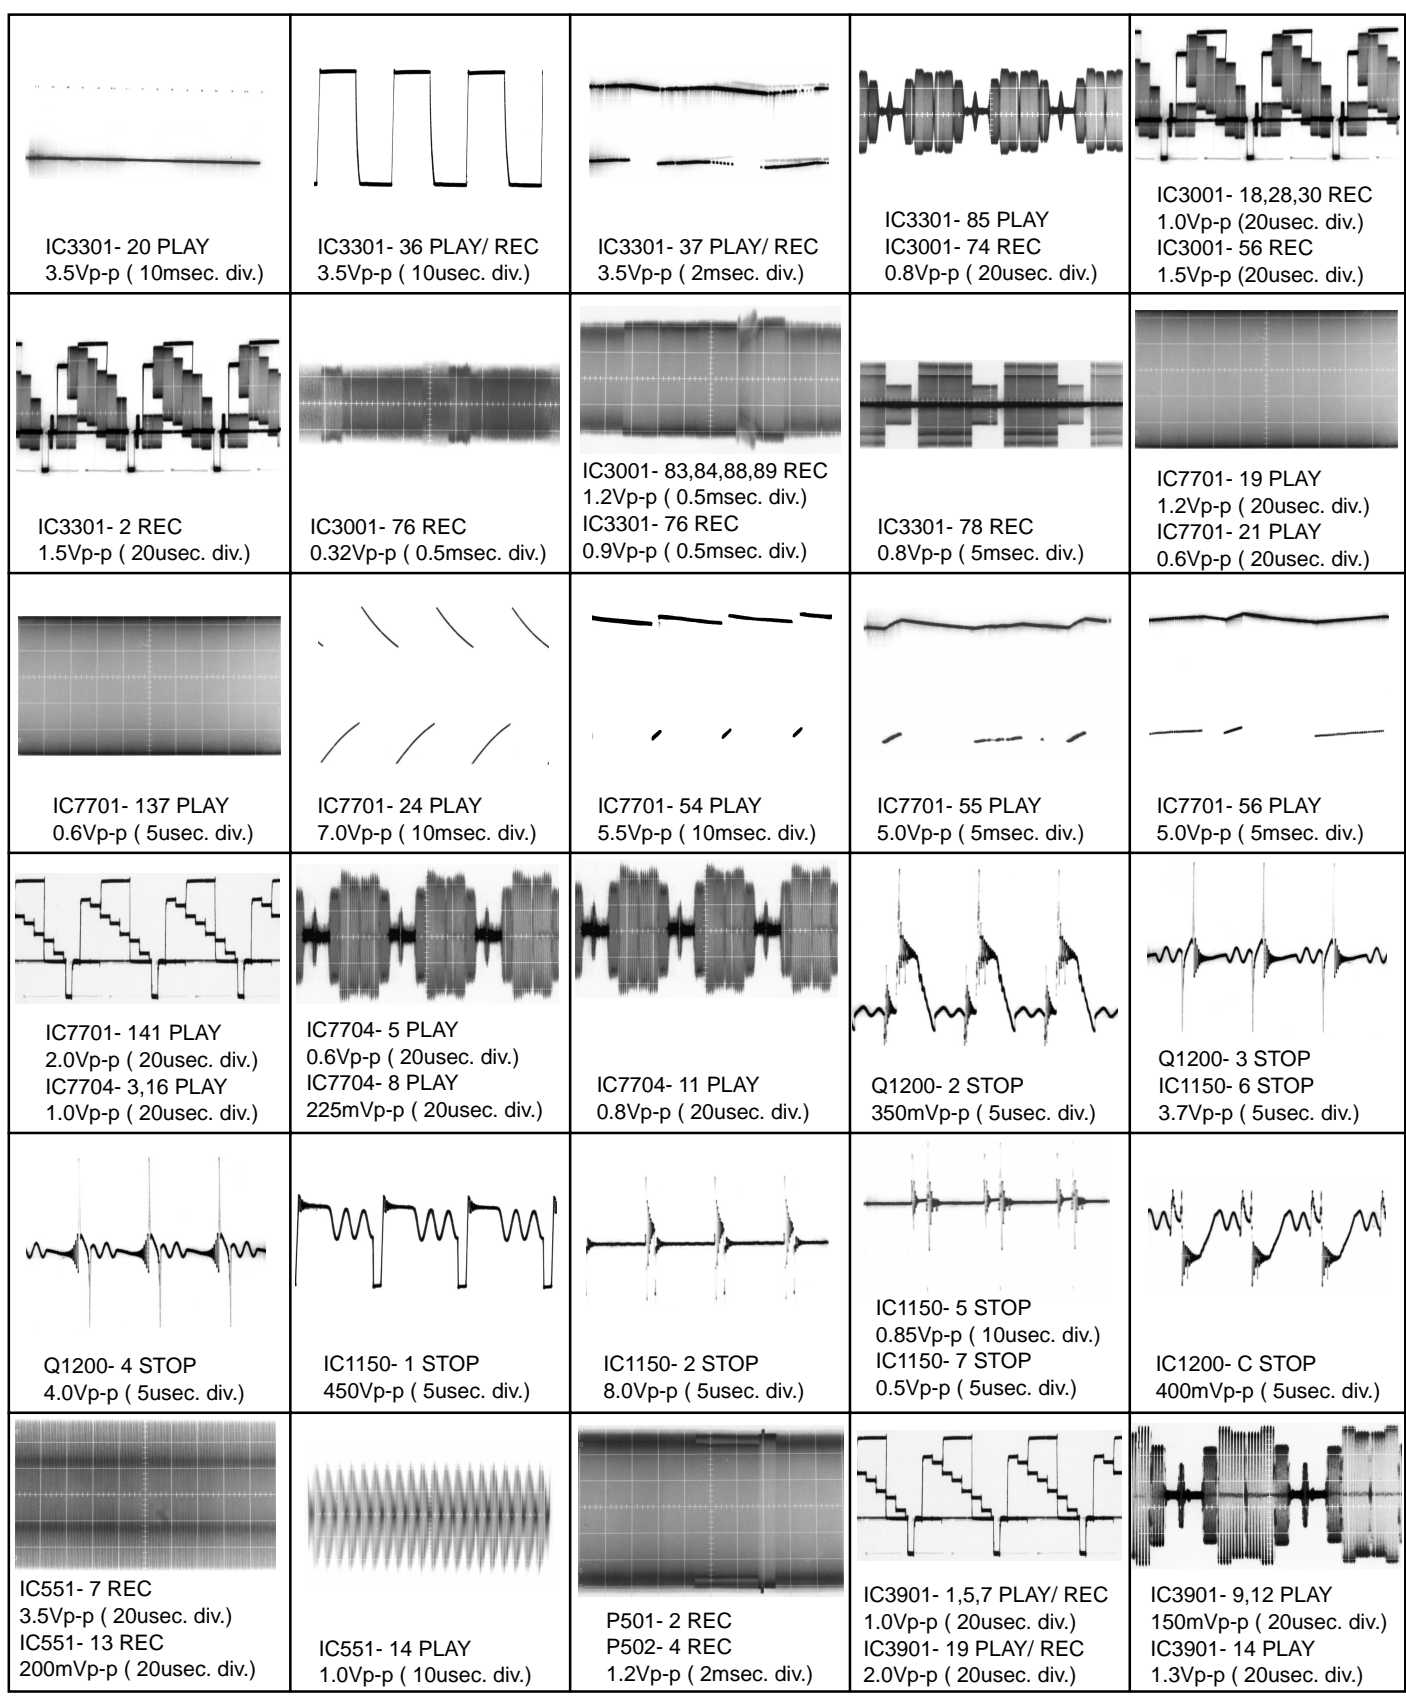 IC3301- 20 PLAY
3.5Vp-p ( 10msec. div.)
IC3301- 36 PLAY/ REC
3.5Vp-p ( 10usec. div.)
IC3301- 37 PLAY/ REC
3.5Vp-p ( 2msec. div.)
IC3301- 85 PLAY
IC3001- 74 REC
0.8Vp-p ( 20usec. div.)
IC3001- 18,28,30 REC
1.0Vp-p (20usec. div.)
IC3001- 56 REC
1.5Vp-p (20usec. div.)
IC3301- 2 REC
1.5Vp-p ( 20usec. div.)
IC3001- 76 REC
0.32Vp-p ( 0.5msec. div.)
IC3001- 83,84,88,89 REC
1.2Vp-p ( 0.5msec. div.)
IC3301- 76 REC
0.9Vp-p ( 0.5msec. div.)
IC3301- 78 REC
0.8Vp-p ( 5msec. div.)
IC7701- 19 PLAY
1.2Vp-p ( 20usec. div.)
IC7701- 21 PLAY
0.6Vp-p ( 20usec. div.)
IC7701- 137 PLAY
0.6Vp-p ( 5usec. div.)
IC7701- 24 PLAY
7.0Vp-p ( 10msec. div.)
IC7701- 54 PLAY
5.5Vp-p ( 10msec. div.)
IC7701- 55 PLAY
5.0Vp-p ( 5msec. div.)
IC7701- 56 PLAY
5.0Vp-p ( 5msec. div.)
IC7701- 141 PLAY
2.0Vp-p ( 20usec. div.)
IC7704- 3,16 PLAY
1.0Vp-p ( 20usec. div.)
IC7704- 5 PLAY
0.6Vp-p ( 20usec. div.)
IC7704- 8 PLAY
225mVp-p ( 20usec. div.)
IC7704- 11 PLAY
0.8Vp-p ( 20usec. div.)
Q1200- 2 STOP
350mVp-p ( 5usec. div.)
Q1200- 3 STOP
IC1150- 6 STOP
3.7Vp-p ( 5usec. div.)
Q1200- 4 STOP
4.0Vp-p ( 5usec. div.)
IC1150- 1 STOP
450Vp-p ( 5usec. div.)
IC1150- 2 STOP
8.0Vp-p ( 5usec. div.)
IC1150- 5 STOP
0.85Vp-p ( 10usec. div.)
IC1150- 7 STOP
0.5Vp-p ( 5usec. div.)
IC1200- C STOP
400mVp-p ( 5usec. div.)
IC551- 7 REC
3.5Vp-p ( 20usec. div.)
IC551- 13 REC
200mVp-p ( 20usec. div.)
IC551- 14 PLAY
1.0Vp-p ( 10usec. div.)
P501- 2 REC
P502- 4 REC
1.2Vp-p ( 2msec. div.)
IC3901- 1,5,7 PLAY/ REC
1.0Vp-p ( 20usec. div.)
IC3901- 19 PLAY/ REC
2.0Vp-p ( 20usec. div.)
IC3901- 9,12 PLAY
150mVp-p ( 20usec. div.)
IC3901- 14 PLAY
1.3Vp-p ( 20usec. div.)